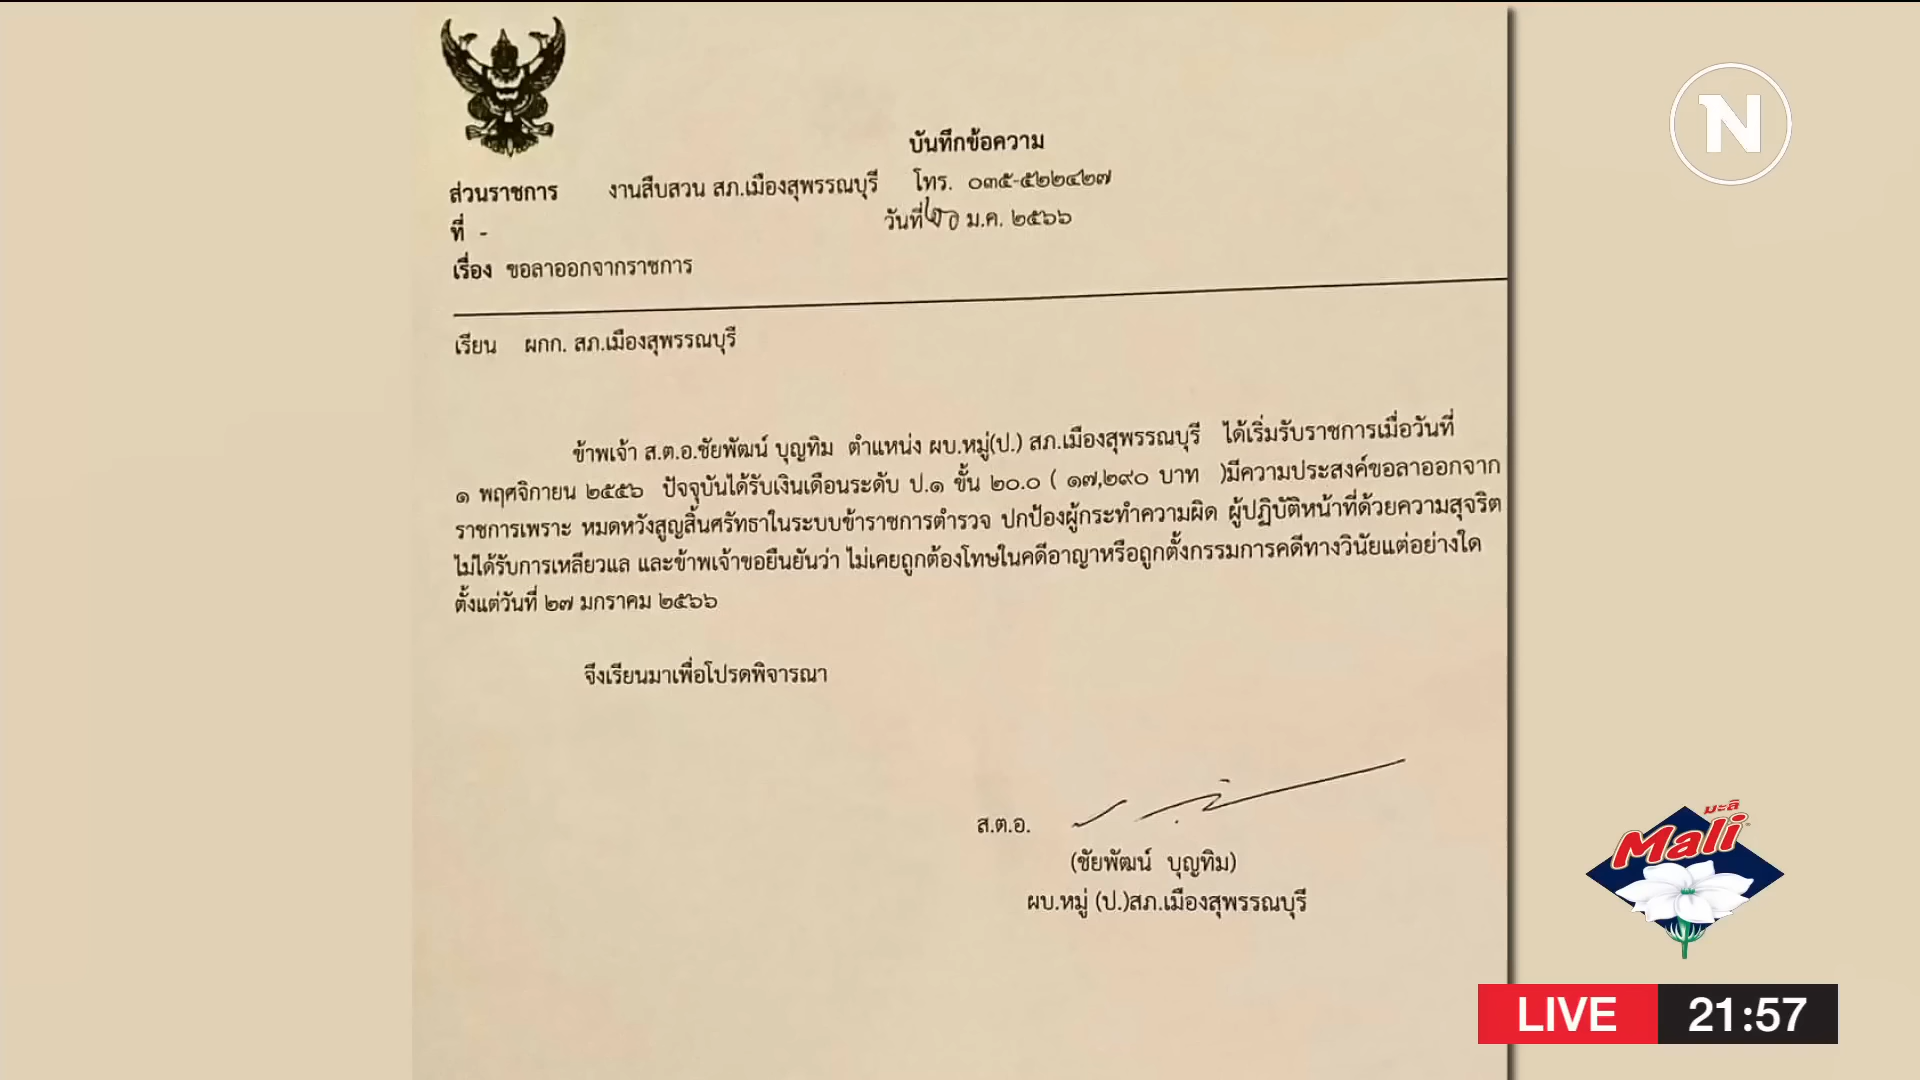 N
บันทึกข้อความ
ส่วนราชการ งานสืบสวน สภ.เมืองสุพรรณบุรี โทร. ๐๓๕-๕๒๒๔๒๗
ที่ - วันที่ ม.ค. ๒๕๖๖
เรื่อง ขอลาออกจากราชการ
เรียน ผกก. สภ.เมืองสุพรรณบุรี
ข้าพเจ้า ส.ต.อ.ชัยพัฒน์ บุญทิม ตำแหน่ง ผบ.หมู่(ป.) สภ.เมืองสุพรรณบุรี ได้เริ่มรับราชการเมื่อวันที่
๑ พฤศจิกายน ๒๕๕๖ ปัจจุบันได้รับเงินเดือนระดับ ป.๑ ขั้น ๒๐.๐ ( ๑๗,๒๙๐ บาท )มีความประสงค์ขอลาออกจาก
ราชการเพราะ หมดหวังสูญสิ้นศรัทธาในระบบข้าราชการตำรวจ ปกป้องผู้กระทำความผิด ผู้ปฏิบัติหน้าที่ด้วยความสุจริต
ไม่ได้รับการเหลียวแล และข้าพเจ้าขอยืนยันว่า ไม่เคยถูกต้องโทษในคดีอาญาหรือถูกตั้งกรรมการคดีทางวินัยแต่อย่างใด
ตั้งแต่วันที่ ๒๗ มกราคม ๒๕๖๖
จึงเรียนมาเพื่อโปรดพิจารณา
ส.ต.อ.
(ชัยพัฒน์ บุญทิม)
ผบ.หมู่ (ป.)สภ.เมืองสุพรรณบุรี
มะลิ
Mali
LIVE 21:57